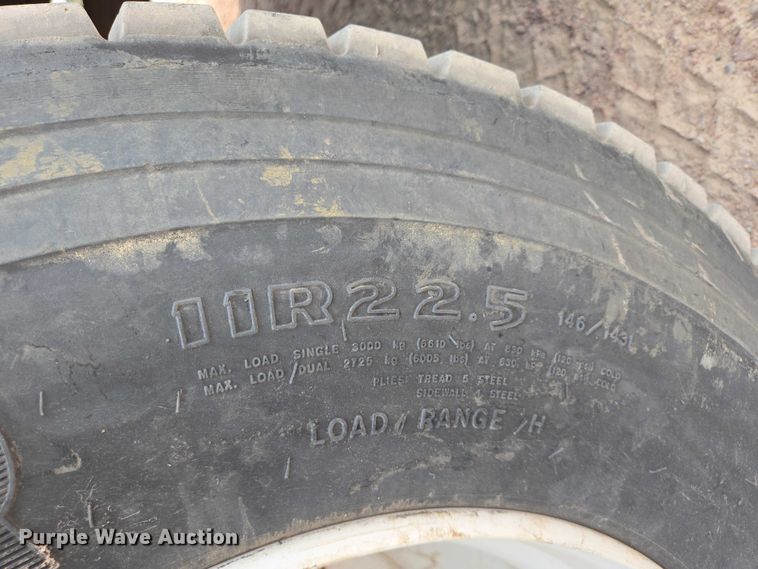 11R22.5 146/143L
MAX. LOAD SINGLE 3000 kg (6610 lbs) AT 830 kPa (120 PSI) COLD
MAX. LOAD DUAL 2725 kg (6005 lbs) AT 830 kPa (120 PSI) COLD
PLIES: TREAD 5 STEEL
SIDEWALL STEEL
LOAD RANGE H
Purple Wave Auction